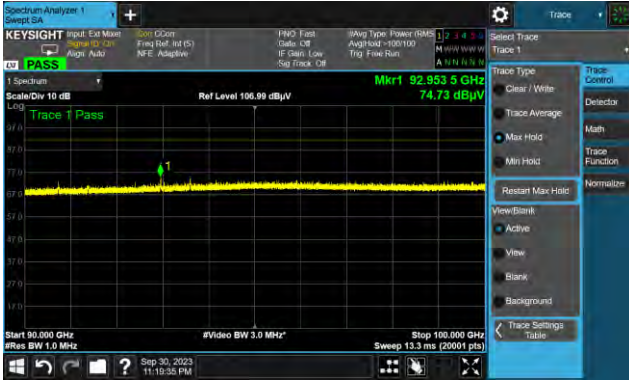 Spectrum Analyzer 1
Swept SA
Trace
KEYSIGHT
Input: Ext Mixer
Align: Auto
Corr CCorr
Freq Ref: Int (S)
NFE: Adaptive
PNO: Fast
Gate: Off
IF Gain: Low
Sig Track: Off
#Avg Type: Power (RMS
Avg|Hold: >100/100
Trig: Free Run
1 2 3 4 5 6
M W W W W W
A N N N N N
LXI PASS
1 Spectrum
Scale/Div 10 dB
Ref Level 106.99 dBµV
Mkr1 92.953 5 GHz
74.73 dBµV
Log
Trace 1 Pass
97.0
87.0
77.0
67.0
57.0
47.0
37.0
27.0
17.0
1
Start 90.000 GHz
#Video BW 3.0 MHz*
Stop 100.000 GHz
#Res BW 1.0 MHz
Sweep 13.3 ms (20001 pts)
Sep 30, 2023
11:19:35 PM
?
Select Trace
Trace 1
Trace Type
Clear / Write
Trace Average
Max Hold
Min Hold
Restart Max Hold
View/Blank
Active
View
Blank
Background
Trace Settings
Table
Trace
Control
Detector
Math
Trace
Function
Normalize